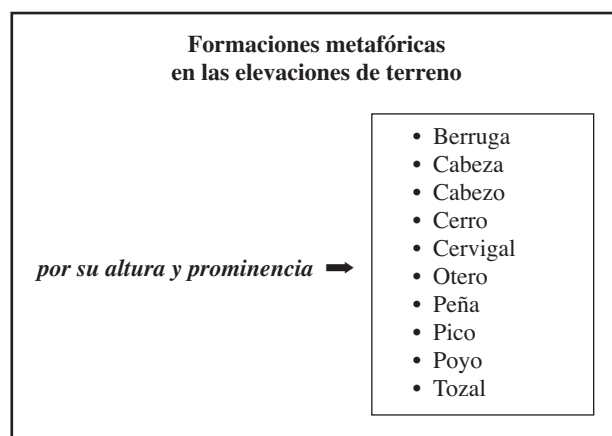 Formaciones metafóricas
en las elevaciones de terreno
por su altura y prominencia ➡
• Berruga
• Cabeza
• Cabezo
• Cerro
• Cervigal
• Otero
• Peña
• Pico
• Poyo
• Tozal